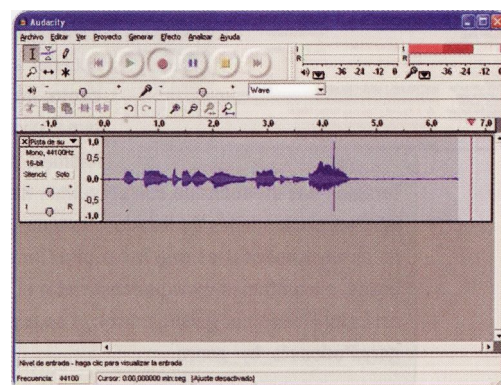 Audacity
Archivo Editar Ver Proyecto Generar Efecto Analizar Ayuda
I
R
-36 -24 -12 0
I
R
-36 -24 -12 0
Wave
-1,0 0,0 1,0 2,0 3,0 4,0 5,0 6,0 7,0
Pista de su
Mono, 44100Hz
16-bit
Silencio Solo
- +
I R
1,0
0,5
0,0
-0,5
-1,0
Nivel de entrada - haga clic para visualizar la entrada
Frecuencia: 44100 Cursor: 0:00,000000 min:seg [Ajuste desactivado]